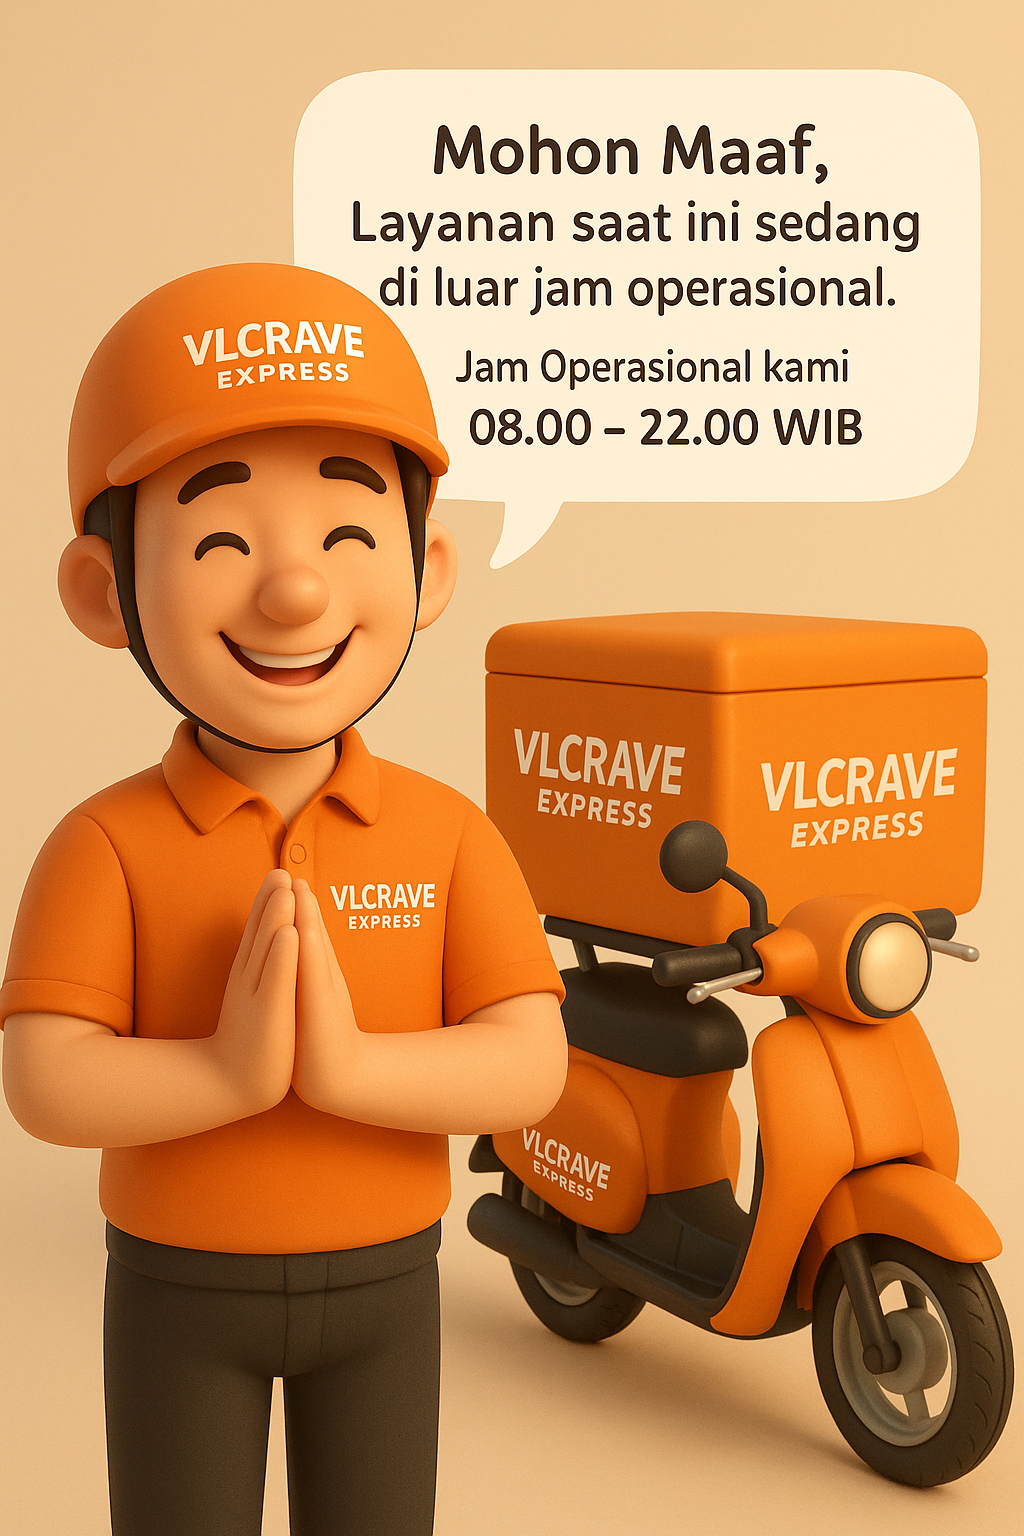 Mohon Maaf,
Layanan saat ini sedang
di luar jam operasional.
Jam Operasional kami
08.00 – 22.00 WIB
VLCRAVE
EXPRESS
VLCRAVE
EXPRESS
VLCRAVE
EXPRESS
VLCRAVE
EXPRESS
VLCRAVE
EXPRESS